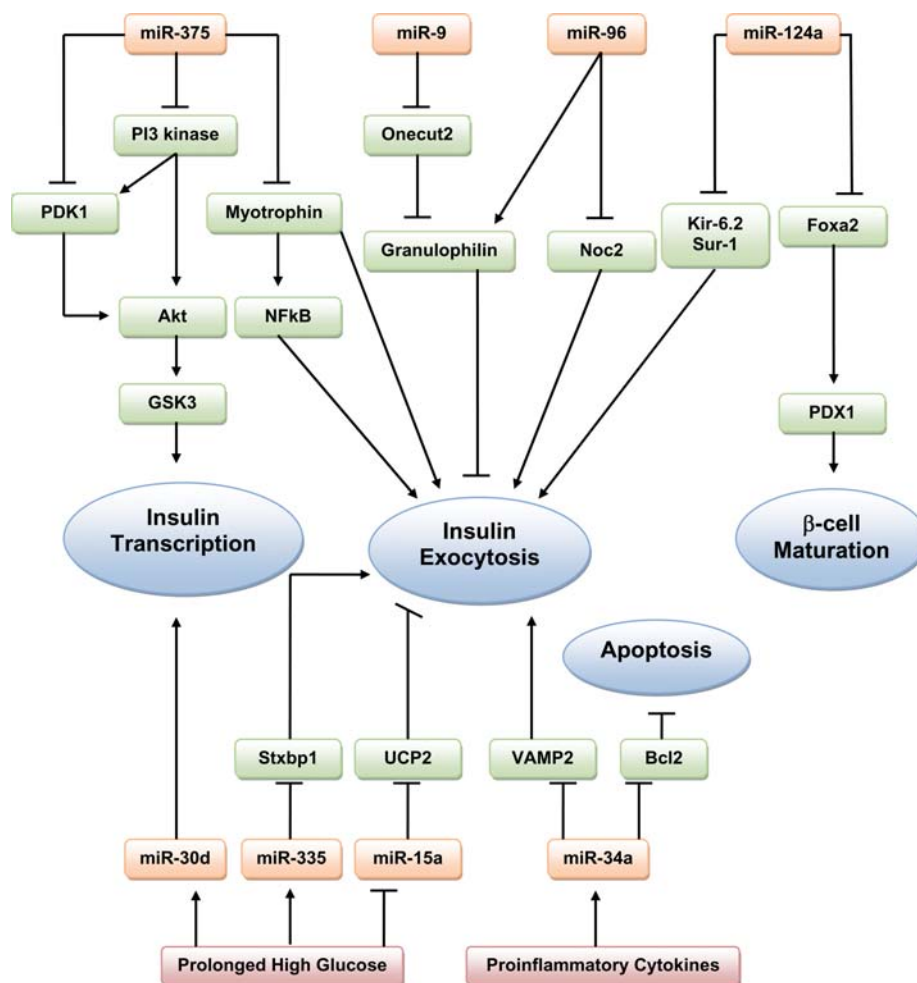 miR-375
miR-9
miR-96
miR-124a
PI3 kinase
Onecut2
PDK1
Myotrophin
Granulophilin
Noc2
Kir-6.2
Sur-1
Foxa2
Akt
NFkB
GSK3
PDX1
Insulin
Transcription
Insulin
Exocytosis
β-cell
Maturation
Apoptosis
Stxbp1
UCP2
VAMP2
Bcl2
miR-30d
miR-335
miR-15a
miR-34a
Prolonged High Glucose
Proinflammatory Cytokines